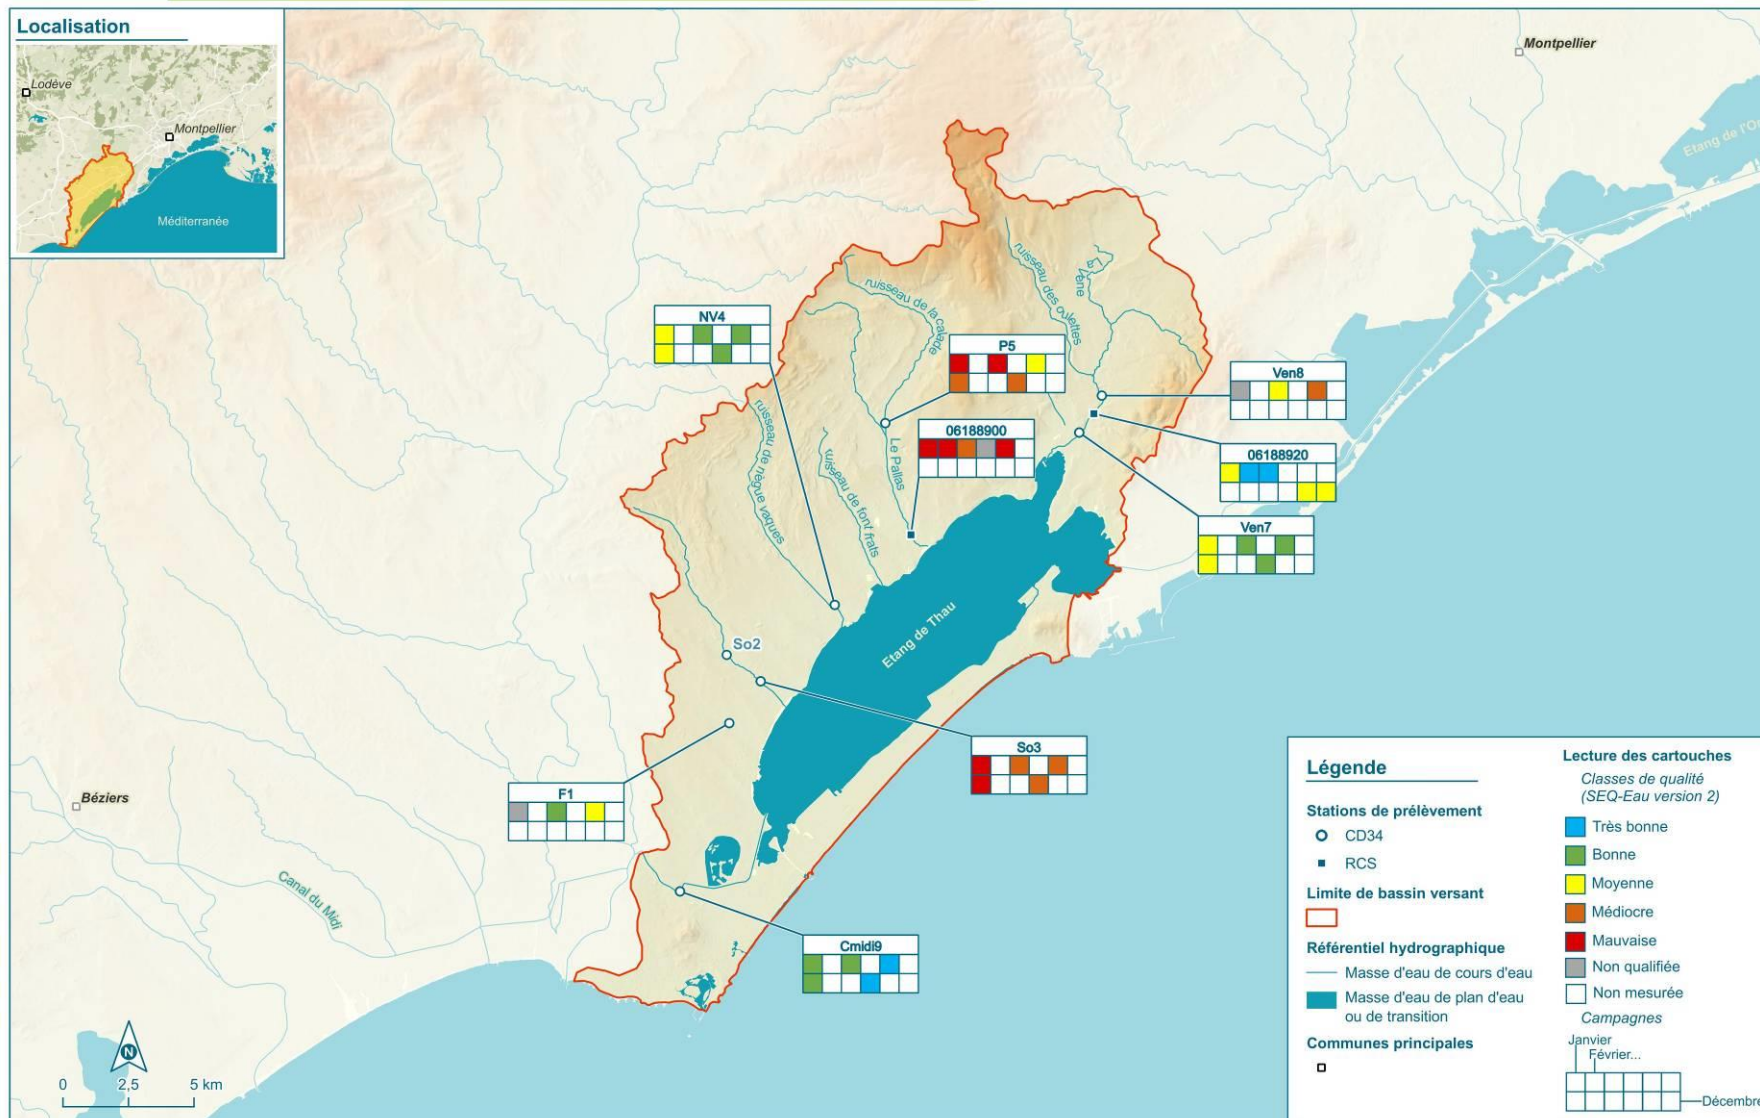 Localisation
Lodève
Montpellier
Méditerranée
Montpellier
Etang de l'Or
ruisseau de la calade
ruisseau des oulettes
La Vène
NV4
P5
Ven8
06188900
06188920
Ven7
ruisseau de nègue vaques
ruisseau de font frats
Le Pallas
So2
Etang de Thau
So3
F1
Béziers
Canal du Midi
Cmidi9
N
0 2,5 5 km
Légende
Stations de prélèvement
CD34
RCS
Limite de bassin versant
Référentiel hydrographique
Masse d'eau de cours d'eau
Masse d'eau de plan d'eau
ou de transition
Communes principales
Lecture des cartouches
Classes de qualité
(SEQ-Eau version 2)
Très bonne
Bonne
Moyenne
Médiocre
Mauvaise
Non qualifiée
Non mesurée
Campagnes
Janvier
Février...
Décembre